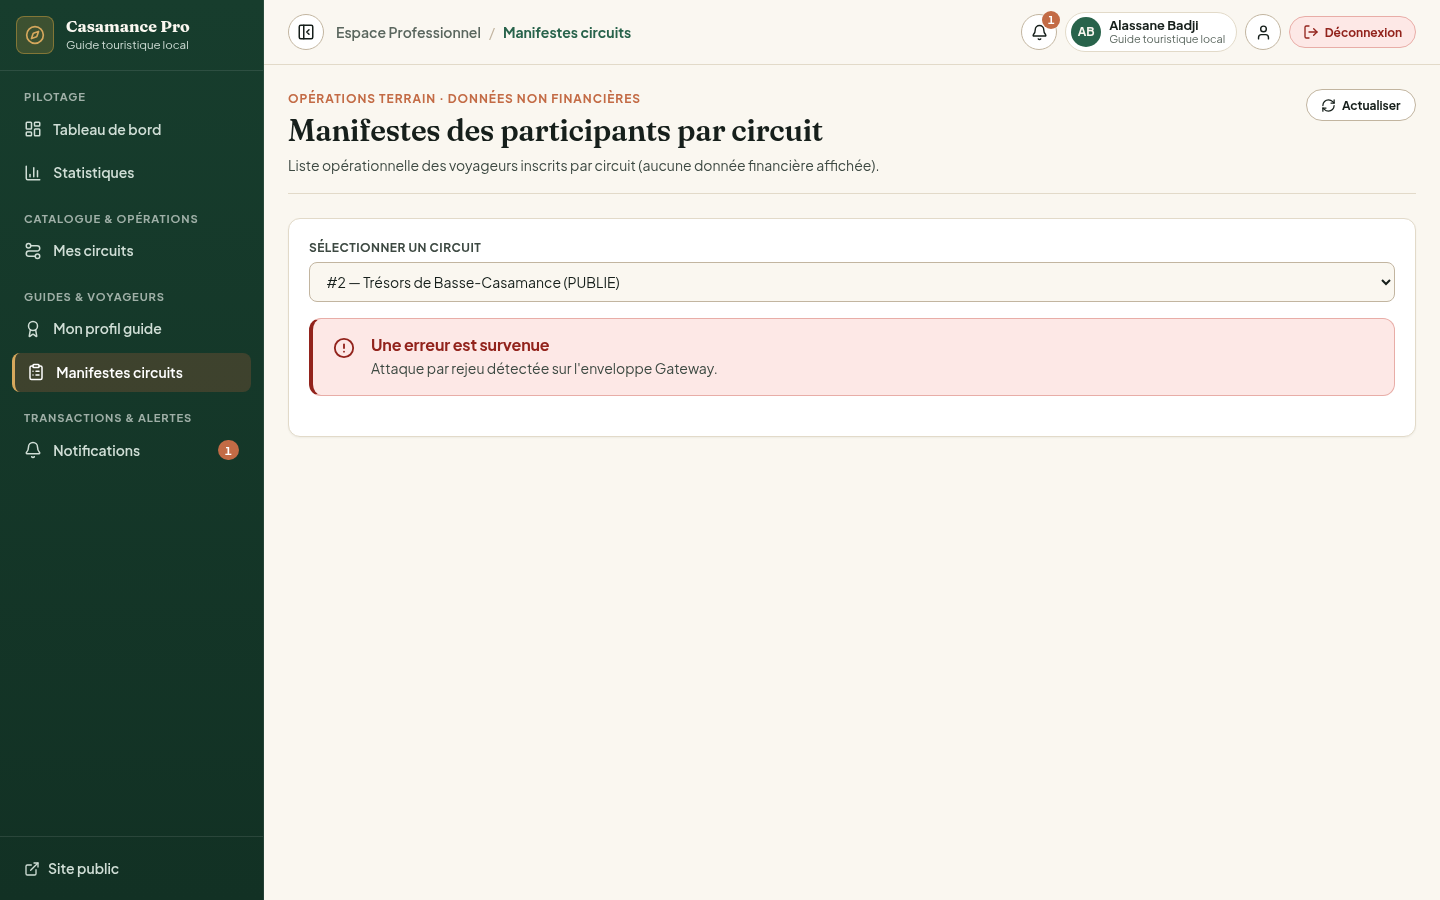 Casamance Pro
Guide touristique local
PILOTAGE
Tableau de bord
Statistiques
CATALOGUE & OPÉRATIONS
Mes circuits
GUIDES & VOYAGEURS
Mon profil guide
Manifestes circuits
TRANSACTIONS & ALERTES
Notifications
1
Site public
Espace Professionnel / Manifestes circuits
1
AB
Alassane Badji
Guide touristique local
Déconnexion
OPÉRATIONS TERRAIN · DONNÉES NON FINANCIÈRES
Manifestes des participants par circuit
Liste opérationnelle des voyageurs inscrits par circuit (aucune donnée financière affichée).
Actualiser
SÉLECTIONNER UN CIRCUIT
#2 — Trésors de Basse-Casamance (PUBLIE)
Une erreur est survenue
Attaque par rejeu détectée sur l'enveloppe Gateway.